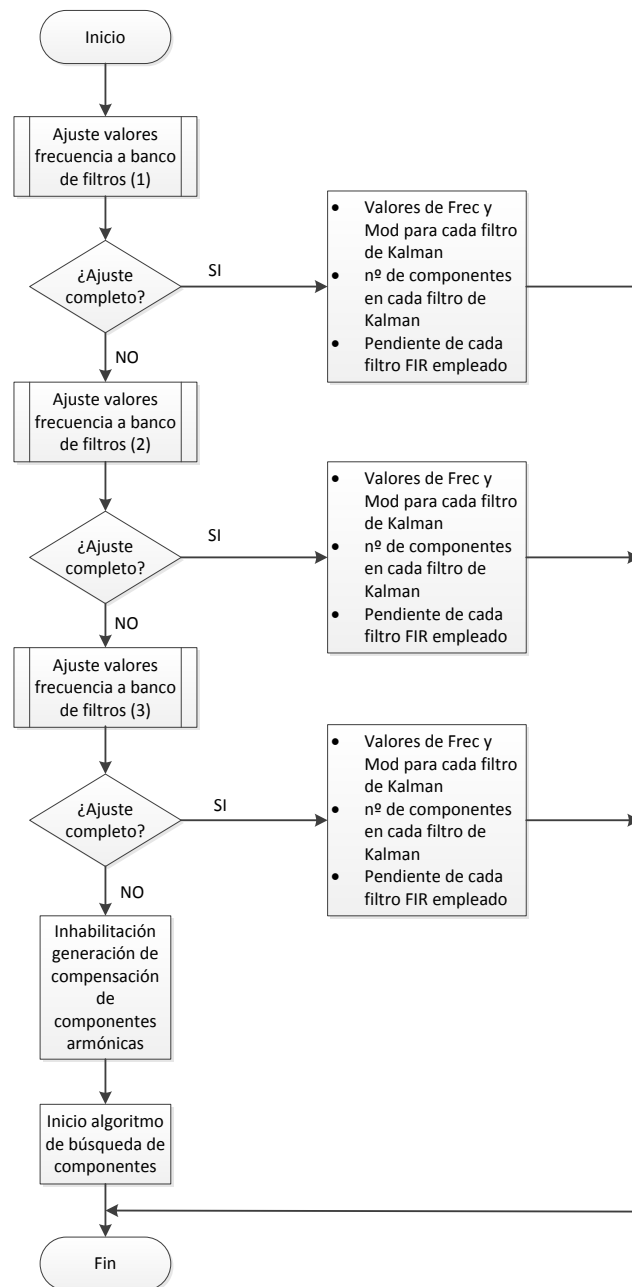 Inicio
Ajuste valores
frecuencia a banco
de filtros (1)
¿Ajuste
completo?
SI
• Valores de Frec y
Mod para cada filtro
de Kalman
• nº de componentes
en cada filtro de
Kalman
• Pendiente de cada
filtro FIR empleado
NO
Ajuste valores
frecuencia a banco
de filtros (2)
¿Ajuste
completo?
SI
• Valores de Frec y
Mod para cada filtro
de Kalman
• nº de componentes
en cada filtro de
Kalman
• Pendiente de cada
filtro FIR empleado
NO
Ajuste valores
frecuencia a banco
de filtros (3)
¿Ajuste
completo?
SI
• Valores de Frec y
Mod para cada filtro
de Kalman
• nº de componentes
en cada filtro de
Kalman
• Pendiente de cada
filtro FIR empleado
NO
Inhabilitación
generación de
compensación
de
componentes
armónicas
Inicio algoritmo
de búsqueda de
componentes
Fin